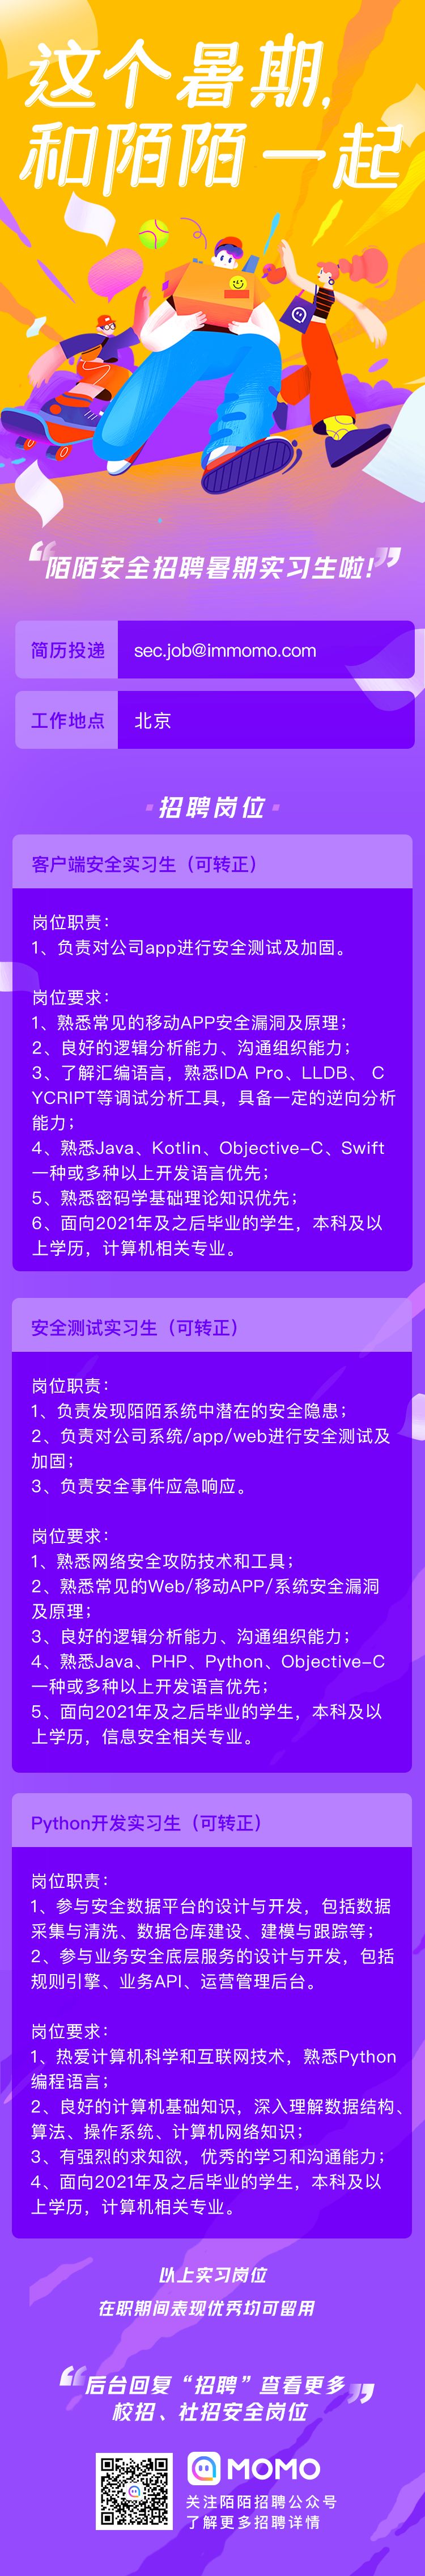 这个暑期,
和陌陌一起
“陌陌安全招聘暑期实习生啦!”
简历投递 sec.job@immomo.com
工作地点 北京
招聘岗位
客户端安全实习生（可转正）
岗位职责：
1、负责对公司app进行安全测试及加固。
岗位要求：
1、熟悉常见的移动APP安全漏洞及原理；
2、良好的逻辑分析能力、沟通组织能力；
3、了解汇编语言，熟悉IDA Pro、LLDB、 C
YCRIPT等调试分析工具，具备一定的逆向分析
能力；
4、熟悉Java、Kotlin、Objective-C、Swift
一种或多种以上开发语言优先；
5、熟悉密码学基础理论知识优先；
6、面向2021年及之后毕业的学生，本科及以
上学历，计算机相关专业。
安全测试实习生（可转正）
岗位职责：
1、负责发现陌陌系统中潜在的安全隐患；
2、负责对公司系统/app/web进行安全测试及
加固；
3、负责安全事件应急响应。
岗位要求：
1、熟悉网络安全攻防技术和工具；
2、熟悉常见的Web/移动APP/系统安全漏洞
及原理；
3、良好的逻辑分析能力、沟通组织能力；
4、熟悉Java、PHP、Python、Objective-C
一种或多种以上开发语言优先；
5、面向2021年及之后毕业的学生，本科及以
上学历，信息安全相关专业。
Python开发实习生（可转正）
岗位职责：
1、参与安全数据平台的设计与开发，包括数据
采集与清洗、数据仓库建设、建模与跟踪等；
2、参与业务安全底层服务的设计与开发，包括
规则引擎、业务API、运营管理后台。
岗位要求：
1、热爱计算机科学和互联网技术，熟悉Python
编程语言；
2、良好的计算机基础知识，深入理解数据结构、
算法、操作系统、计算机网络知识；
3、有强烈的求知欲，优秀的学习和沟通能力；
4、面向2021年及之后毕业的学生，本科及以
上学历，计算机相关专业。
以上实习岗位
在职期间表现优秀均可留用
“后台回复“招聘”查看更多
校招、社招安全岗位”
MOMO
关注陌陌招聘公众号
了解更多招聘详情